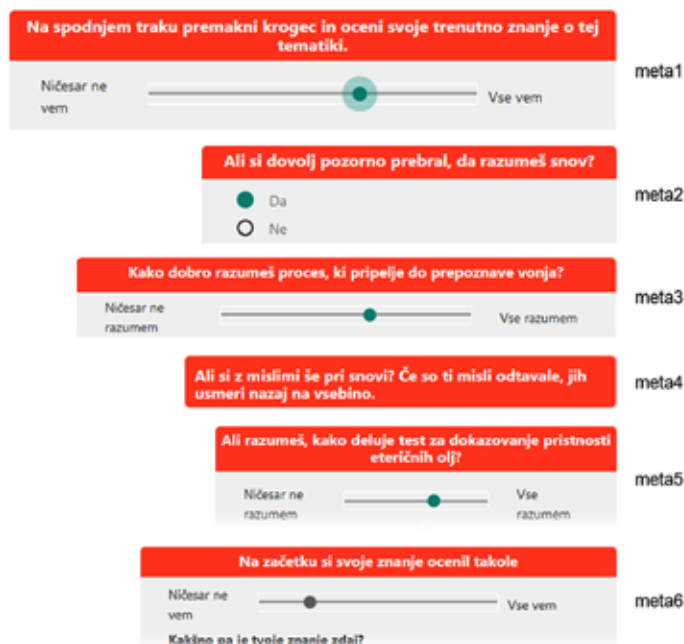 Na spodnjem traku premakni krogec in oceni svoje trenutno znanje o tej
tematiki.
Ničesar ne
vem
Vse vem
meta1
Ali si dovolj pozorno prebral, da razumeš snov?
Da
Ne
meta2
Kako dobro razumeš proces, ki pripelje do prepoznave vonja?
Ničesar ne
razumem
Vse razumem
meta3
Ali si z mislimi še pri snovi? Če so ti misli odtavale, jih
usmeri nazaj na vsebino.
meta4
Ali razumeš, kako deluje test za dokazovanje pristnosti
eteričnih olj?
Ničesar ne
razumem
Vse
razumem
meta5
Na začetku si svoje znanje ocenil takole
Ničesar ne
vem
Vse vem
meta6
Kakšno pa je tvoje znanje zdaj?